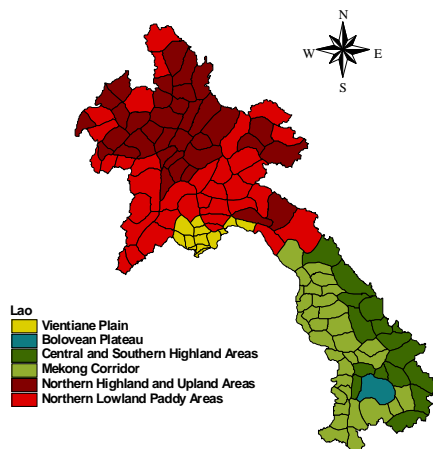 N
W E
S
Lao
Vientiane Plain
Bolovean Plateau
Central and Southern Highland Areas
Mekong Corridor
Northern Highland and Upland Areas
Northern Lowland Paddy Areas